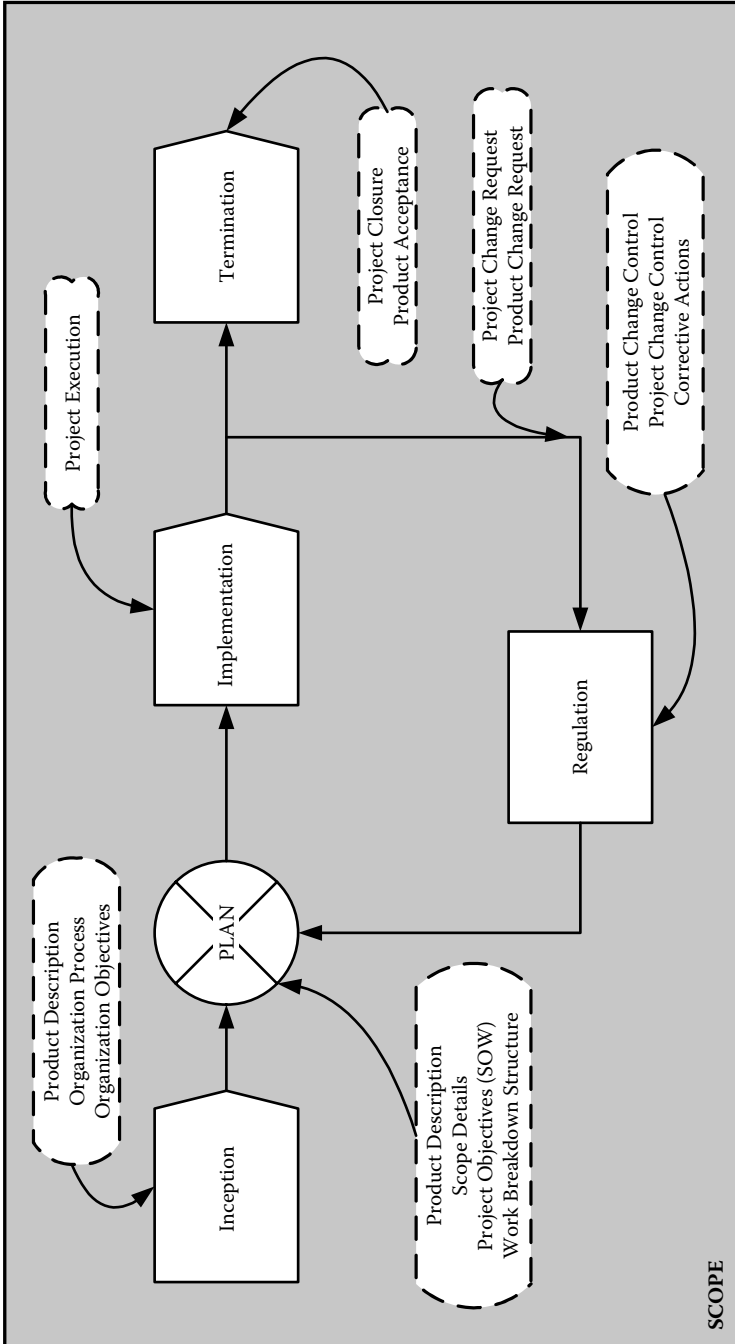 Product Description
Organization Process
Organization Objectives
Project Execution
Inception
PLAN
Implementation
Termination
Product Description
Scope Details
Project Objectives (SOW)
Work Breakdown Structure
Regulation
Project Closure
Product Acceptance
Project Change Request
Product Change Request
Product Change Control
Project Change Control
Corrective Actions
SCOPE